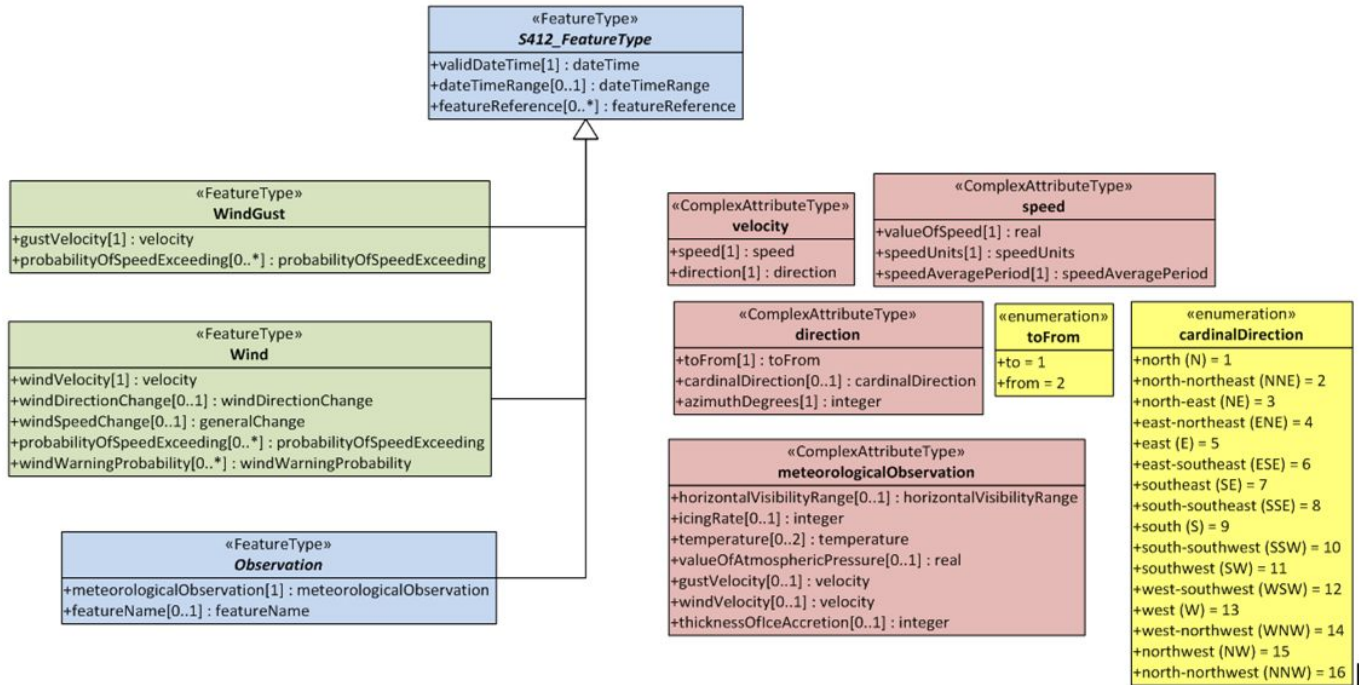 «FeatureType»
S412_FeatureType
+validDateTime[1] : dateTime
+dateTimeRange[0..1] : dateTimeRange
+featureReference[0..*] : featureReference
«FeatureType»
WindGust
+gustVelocity[1] : velocity
+probabilityOfSpeedExceeding[0..*] : probabilityOfSpeedExceeding
«ComplexAttributeType»
velocity
+speed[1] : speed
+direction[1] : direction
«ComplexAttributeType»
speed
+valueOfSpeed[1] : real
+speedUnits[1] : speedUnits
+speedAveragePeriod[1] : speedAveragePeriod
«FeatureType»
Wind
+windVelocity[1] : velocity
+windDirectionChange[0..1] : windDirectionChange
+windSpeedChange[0..1] : generalChange
+probabilityOfSpeedExceeding[0..*] : probabilityOfSpeedExceeding
+windWarningProbability[0..*] : windWarningProbability
«ComplexAttributeType»
direction
+toFrom[1] : toFrom
+cardinalDirection[0..1] : cardinalDirection
+azimuthDegrees[1] : integer
«enumeration»
toFrom
+to = 1
+from = 2
«enumeration»
cardinalDirection
+north (N) = 1
+north-northeast (NNE) = 2
+north-east (NE) = 3
+east-northeast (ENE) = 4
+east (E) = 5
+east-southeast (ESE) = 6
+southeast (SE) = 7
+south-southeast (SSE) = 8
+south (S) = 9
+south-southwest (SSW) = 10
+southwest (SW) = 11
+west-southwest (WSW) = 12
+west (W) = 13
+west-northwest (WNW) = 14
+northwest (NW) = 15
+north-northwest (NNW) = 16
«FeatureType»
Observation
+meteorologicalObservation[1] : meteorologicalObservation
+featureName[0..1] : featureName
«ComplexAttributeType»
meteorologicalObservation
+horizontalVisibilityRange[0..1] : horizontalVisibilityRange
+icingRate[0..1] : integer
+temperature[0..2] : temperature
+valueOfAtmosphericPressure[0..1] : real
+gustVelocity[0..1] : velocity
+windVelocity[0..1] : velocity
+thicknessOfIceAccretion[0..1] : integer